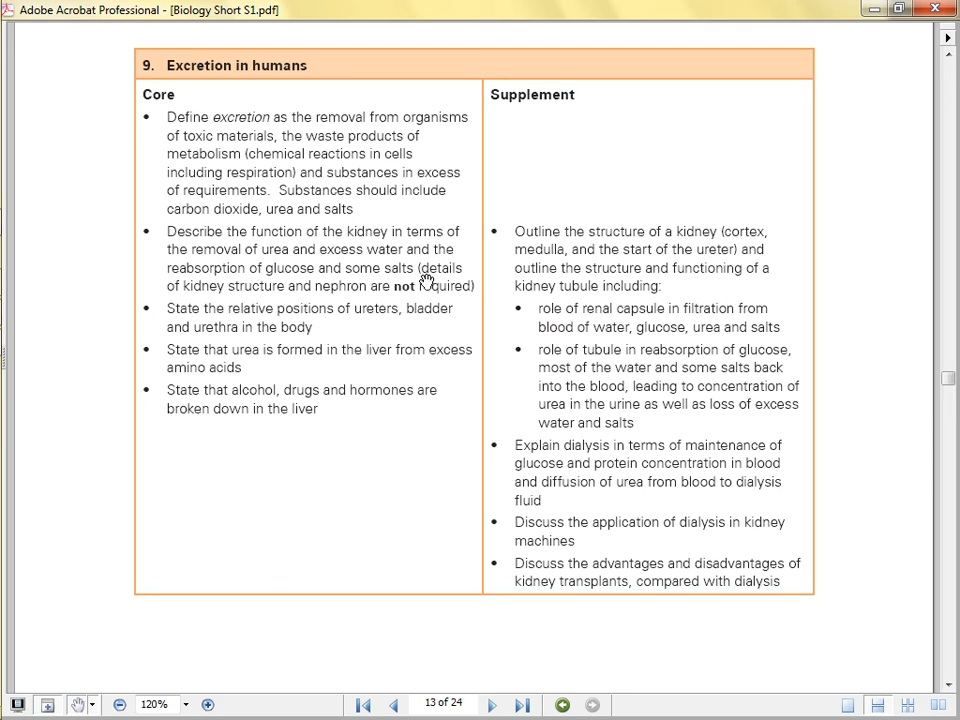 Adobe Acrobat Professional - [Biology Short S1.pdf]
9. Excretion in humans
Core
• Define excretion as the removal from organisms
of toxic materials, the waste products of
metabolism (chemical reactions in cells
including respiration) and substances in excess
of requirements. Substances should include
carbon dioxide, urea and salts
• Describe the function of the kidney in terms of
the removal of urea and excess water and the
reabsorption of glucose and some salts (details
of kidney structure and nephron are not required)
• State the relative positions of ureters, bladder
and urethra in the body
• State that urea is formed in the liver from excess
amino acids
• State that alcohol, drugs and hormones are
broken down in the liver
Supplement
• Outline the structure of a kidney (cortex,
medulla, and the start of the ureter) and
outline the structure and functioning of a
kidney tubule including:
• role of renal capsule in filtration from
blood of water, glucose, urea and salts
• role of tubule in reabsorption of glucose,
most of the water and some salts back
into the blood, leading to concentration of
urea in the urine as well as loss of excess
water and salts
• Explain dialysis in terms of maintenance of
glucose and protein concentration in blood
and diffusion of urea from blood to dialysis
fluid
• Discuss the application of dialysis in kidney
machines
• Discuss the advantages and disadvantages of
kidney transplants, compared with dialysis
120%
13 of 24